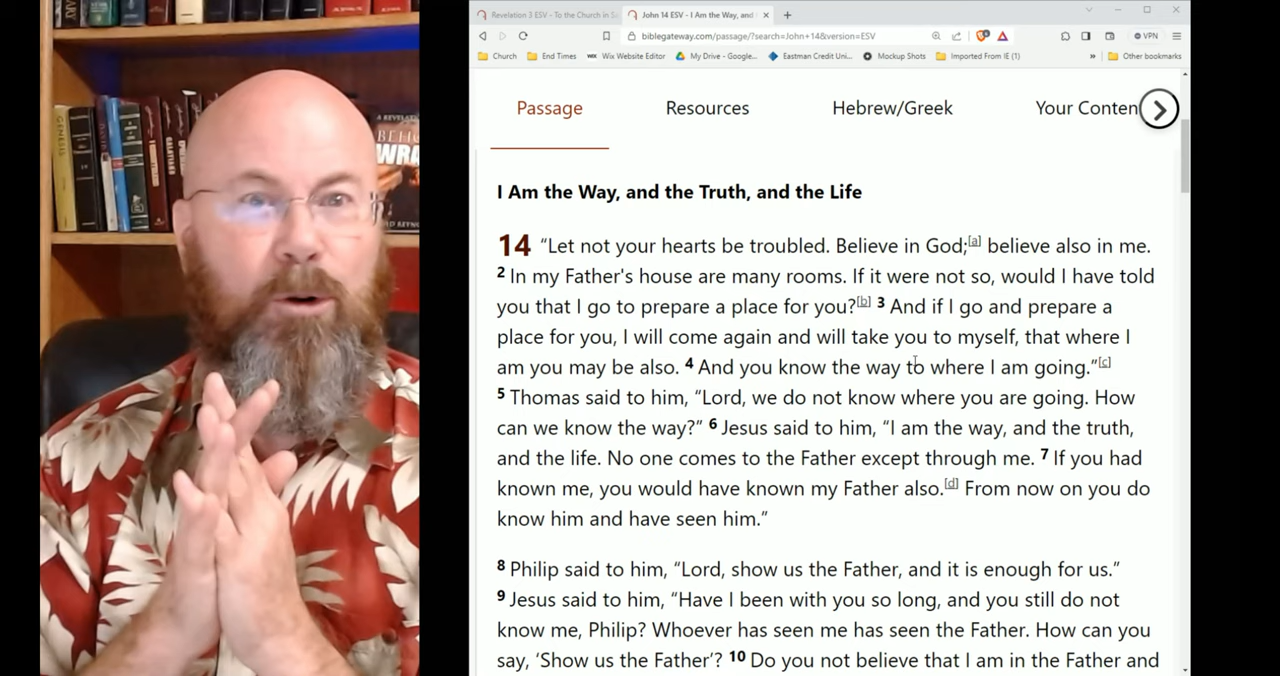 Revelation 3 ESV - To the Church in S
John 14 ESV - I Am the Way, and
biblegateway.com/passage/?search=John+14&version=ESV
VPN
Church
End Times
WIX Wix Website Editor
My Drive - Google...
Eastman Credit Uni...
Mockup Shots
Imported From IE (1)
»
Other bookmarks
Passage
Resources
Hebrew/Greek
Your Conten
I Am the Way, and the Truth, and the Life
14 “Let not your hearts be troubled. Believe in God;[a] believe also in me.
2 In my Father's house are many rooms. If it were not so, would I have told
you that I go to prepare a place for you?[b] 3 And if I go and prepare a
place for you, I will come again and will take you to myself, that where I
am you may be also. 4 And you know the way to where I am going.”[c]
5 Thomas said to him, “Lord, we do not know where you are going. How
can we know the way?” 6 Jesus said to him, “I am the way, and the truth,
and the life. No one comes to the Father except through me. 7 If you had
known me, you would have known my Father also.[d] From now on you do
know him and have seen him.”
8 Philip said to him, “Lord, show us the Father, and it is enough for us.”
9 Jesus said to him, “Have I been with you so long, and you still do not
know me, Philip? Whoever has seen me has seen the Father. How can you
say, ‘Show us the Father’? 10 Do you not believe that I am in the Father and
GENESIS
WRA